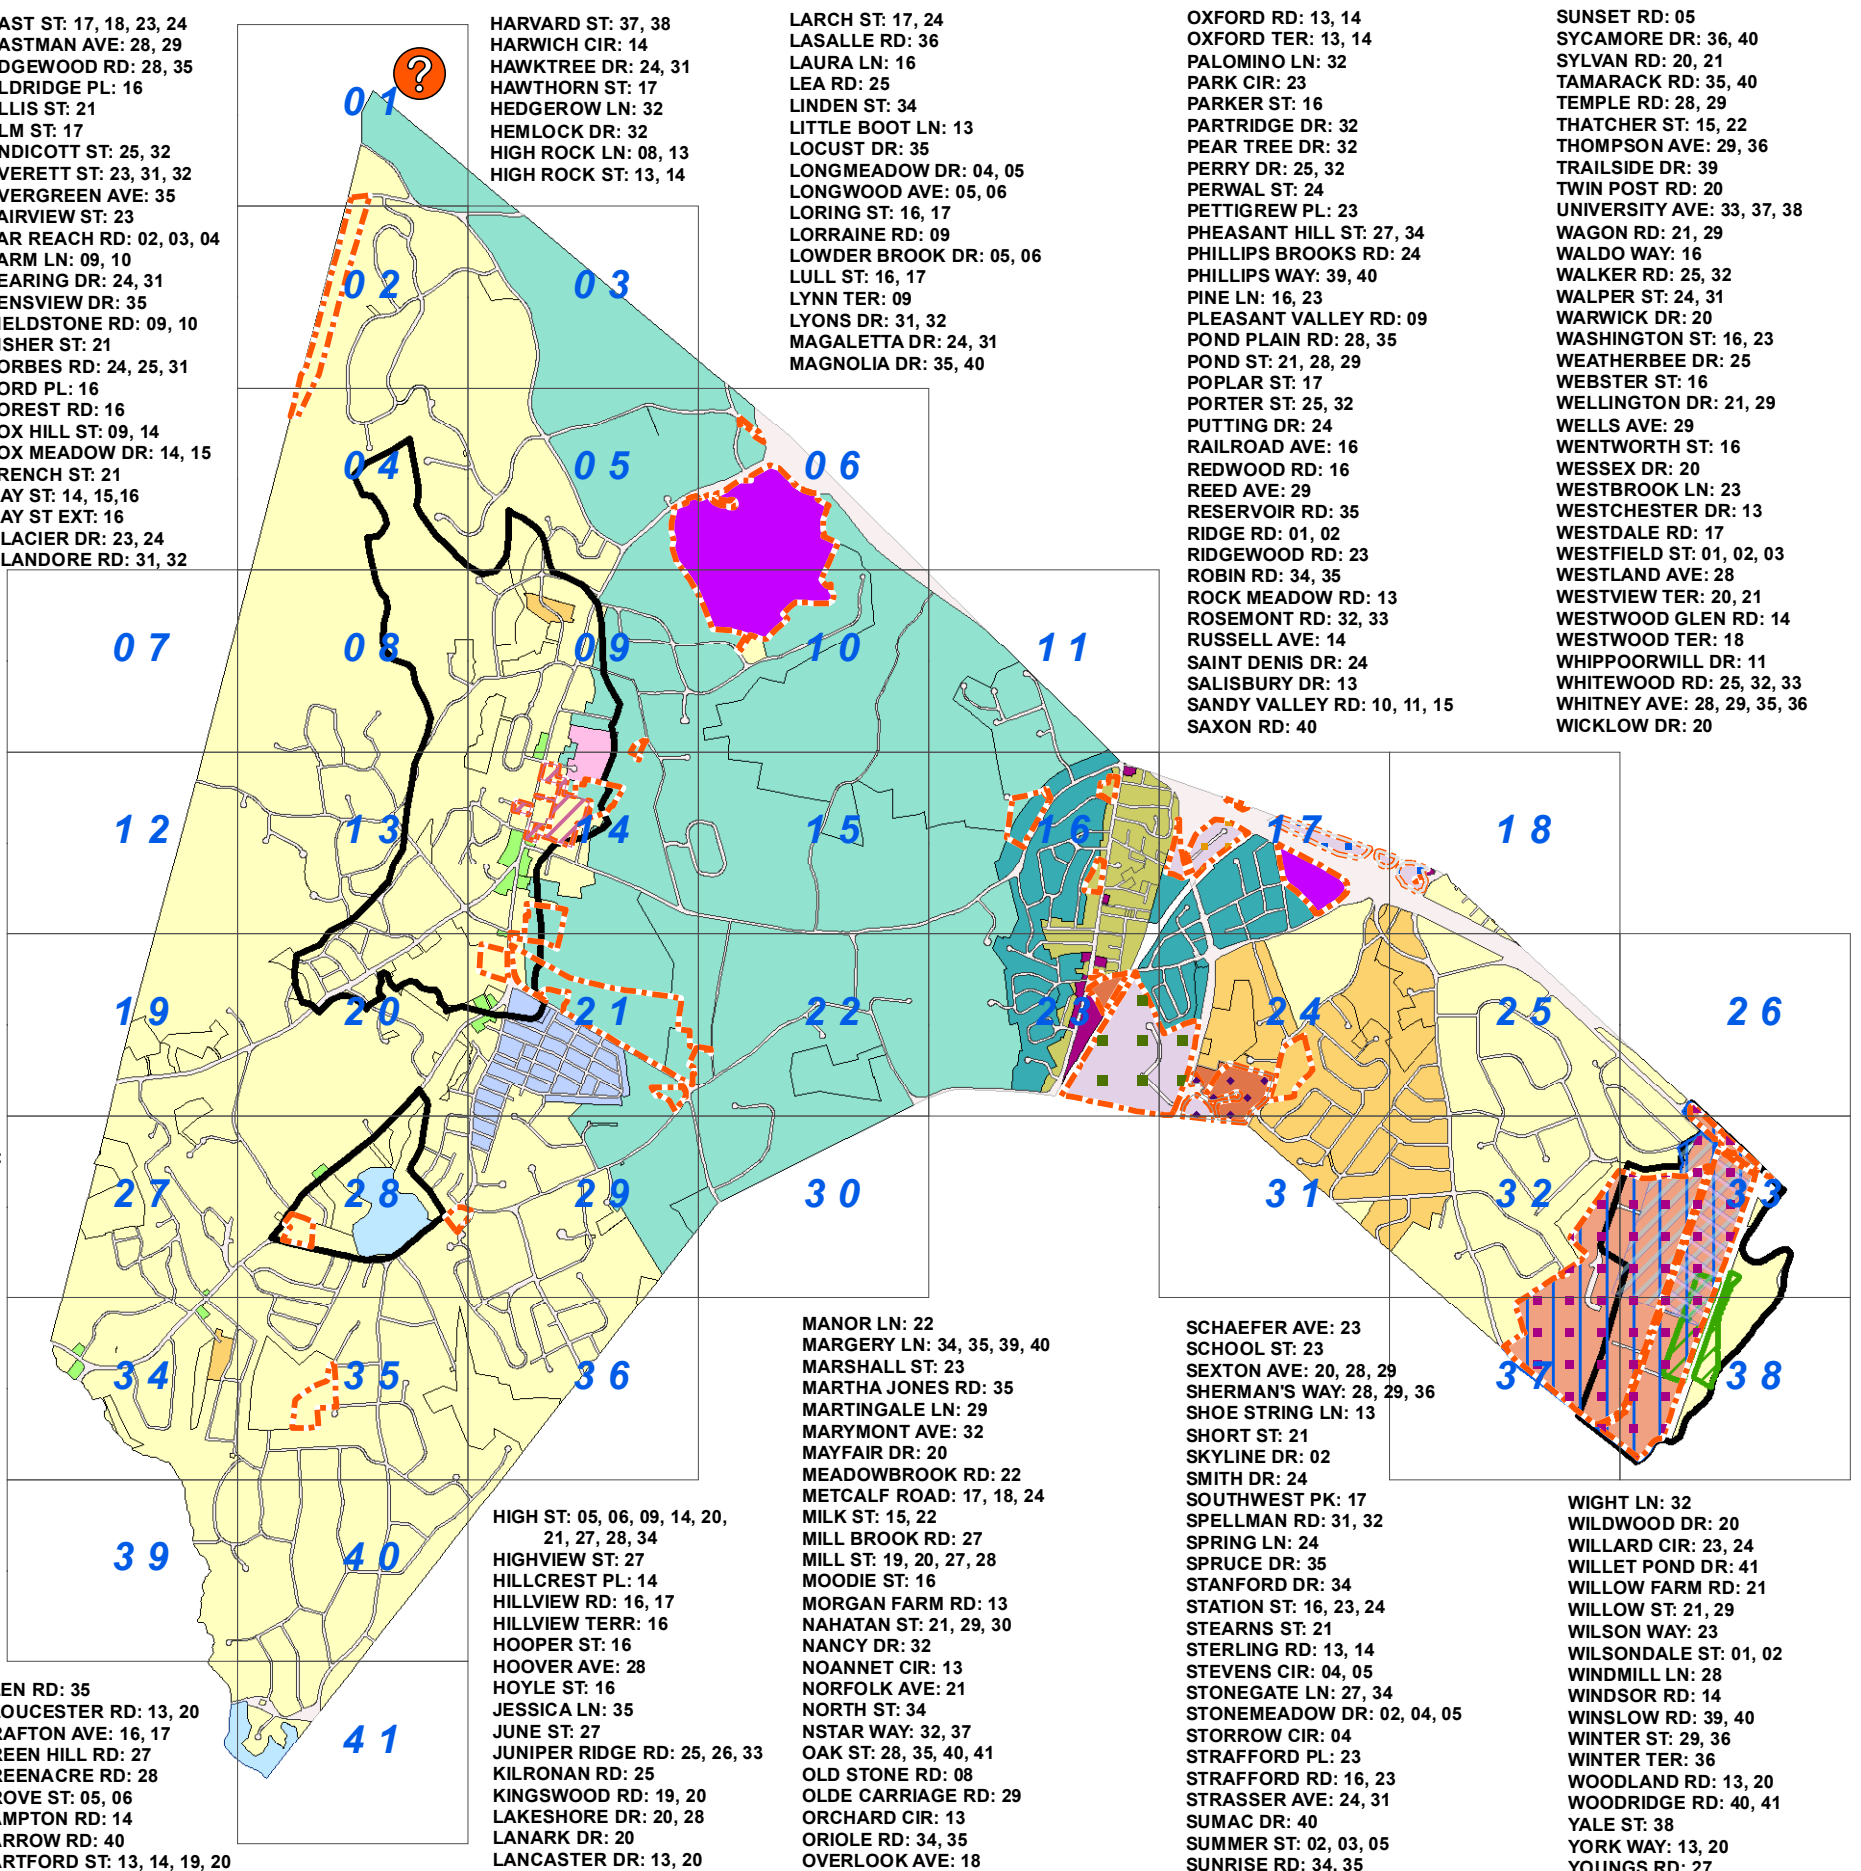 AST ST: 17, 18, 23, 24
ASTMAN AVE: 28, 29
DGEWOOD RD: 28, 35
LDRIDGE PL: 16
LLIS ST: 21
LM ST: 17
NDICOTT ST: 25, 32
VERETT ST: 23, 31, 32
VERGREEN AVE: 35
AIRVIEW ST: 23
AR REACH RD: 02, 03, 04
ARM LN: 09, 10
EARING DR: 24, 31
ENSVIEW DR: 35
IELDSTONE RD: 09, 10
ISHER ST: 21
ORBES RD: 24, 25, 31
ORD PL: 16
OREST RD: 16
OX HILL ST: 09, 14
OX MEADOW DR: 14, 15
RENCH ST: 21
AY ST: 14, 15,16
AY ST EXT: 16
LACIER DR: 23, 24
LANDORE RD: 31, 32
HARVARD ST: 37, 38
HARWICH CIR: 14
HAWKTREE DR: 24, 31
HAWTHORN ST: 17
HEDGEROW LN: 32
HEMLOCK DR: 32
HIGH ROCK LN: 08, 13
HIGH ROCK ST: 13, 14
LARCH ST: 17, 24
LASALLE RD: 36
LAURA LN: 16
LEA RD: 25
LINDEN ST: 34
LITTLE BOOT LN: 13
LOCUST DR: 35
LONGMEADOW DR: 04, 05
LONGWOOD AVE: 05, 06
LORING ST: 16, 17
LORRAINE RD: 09
LOWDER BROOK DR: 05, 06
LULL ST: 16, 17
LYNN TER: 09
LYONS DR: 31, 32
MAGALETTA DR: 24, 31
MAGNOLIA DR: 35, 40
OXFORD RD: 13, 14
OXFORD TER: 13, 14
PALOMINO LN: 32
PARK CIR: 23
PARKER ST: 16
PARTRIDGE DR: 32
PEAR TREE DR: 32
PERRY DR: 25, 32
PERWAL ST: 24
PETTIGREW PL: 23
PHEASANT HILL ST: 27, 34
PHILLIPS BROOKS RD: 24
PHILLIPS WAY: 39, 40
PINE LN: 16, 23
PLEASANT VALLEY RD: 09
POND PLAIN RD: 28, 35
POND ST: 21, 28, 29
POPLAR ST: 17
PORTER ST: 25, 32
PUTTING DR: 24
RAILROAD AVE: 16
REDWOOD RD: 16
REED AVE: 29
RESERVOIR RD: 35
RIDGE RD: 01, 02
RIDGEWOOD RD: 23
ROBIN RD: 34, 35
ROCK MEADOW RD: 13
ROSEMONT RD: 32, 33
RUSSELL AVE: 14
SAINT DENIS DR: 24
SALISBURY DR: 13
SANDY VALLEY RD: 10, 11, 15
SAXON RD: 40
SUNSET RD: 05
SYCAMORE DR: 36, 40
SYLVAN RD: 20, 21
TAMARACK RD: 35, 40
TEMPLE RD: 28, 29
THATCHER ST: 15, 22
THOMPSON AVE: 29, 36
TRAILSIDE DR: 39
TWIN POST RD: 20
UNIVERSITY AVE: 33, 37, 38
WAGON RD: 21, 29
WALDO WAY: 16
WALKER RD: 25, 32
WALPER ST: 24, 31
WARWICK DR: 20
WASHINGTON ST: 16, 23
WEATHERBEE DR: 25
WEBSTER ST: 16
WELLINGTON DR: 21, 29
WELLS AVE: 29
WENTWORTH ST: 16
WESSEX DR: 20
WESTBROOK LN: 23
WESTCHESTER DR: 13
WESTDALE RD: 17
WESTFIELD ST: 01, 02, 03
WESTLAND AVE: 28
WESTVIEW TER: 20, 21
WESTWOOD GLEN RD: 14
WESTWOOD TER: 18
WHIPPOORWILL DR: 11
WHITEWOOD RD: 25, 32, 33
WHITNEY AVE: 28, 29, 35, 36
WICKLOW DR: 20
?
01
02
03
04
05
06
07
08
09
10
11
12
13
14
15
16
17
18
19
20
21
22
23
24
25
26
27
28
29
30
31
32
33
34
35
36
37
38
39
40
41
EN RD: 35
OUCESTER RD: 13, 20
RAFTON AVE: 16, 17
REEN HILL RD: 27
REENACRE RD: 28
ROVE ST: 05, 06
AMPTON RD: 14
ARROW RD: 40
ARTFORD ST: 13, 14, 19, 20
HIGH ST: 05, 06, 09, 14, 20,
21, 27, 28, 34
HIGHVIEW ST: 27
HILLCREST PL: 14
HILLVIEW RD: 16, 17
HILLVIEW TERR: 16
HOOPER ST: 16
HOOVER AVE: 28
HOYLE ST: 16
JESSICA LN: 35
JUNE ST: 27
JUNIPER RIDGE RD: 25, 26, 33
KILRONAN RD: 25
KINGSWOOD RD: 19, 20
LAKESHORE DR: 20, 28
LANARK DR: 20
LANCASTER DR: 13, 20
MANOR LN: 22
MARGERY LN: 34, 35, 39, 40
MARSHALL ST: 23
MARTHA JONES RD: 35
MARTINGALE LN: 29
MARYMONT AVE: 32
MAYFAIR DR: 20
MEADOWBROOK RD: 22
METCALF ROAD: 17, 18, 24
MILK ST: 15, 22
MILL BROOK RD: 27
MILL ST: 19, 20, 27, 28
MOODIE ST: 16
MORGAN FARM RD: 13
NAHATAN ST: 21, 29, 30
NANCY DR: 32
NOANNET CIR: 13
NORFOLK AVE: 21
NORTH ST: 34
NSTAR WAY: 32, 37
OAK ST: 28, 35, 40, 41
OLD STONE RD: 08
OLDE CARRIAGE RD: 29
ORCHARD CIR: 13
ORIOLE RD: 34, 35
OVERLOOK AVE: 18
SCHAEFER AVE: 23
SCHOOL ST: 23
SEXTON AVE: 20, 28, 29
SHERMAN'S WAY: 28, 29, 36
SHOE STRING LN: 13
SHORT ST: 21
SKYLINE DR: 02
SMITH DR: 24
SOUTHWEST PK: 17
SPELLMAN RD: 31, 32
SPRING LN: 24
SPRUCE DR: 35
STANFORD DR: 34
STATION ST: 16, 23, 24
STEARNS ST: 21
STERLING RD: 13, 14
STEVENS CIR: 04, 05
STONEGATE LN: 27, 34
STONEMEADOW DR: 02, 04, 05
STORROW CIR: 04
STRAFFORD PL: 23
STRAFFORD RD: 16, 23
STRASSER AVE: 24, 31
SUMAC DR: 40
SUMMER ST: 02, 03, 05
SUNRISE RD: 34, 35
WIGHT LN: 32
WILDWOOD DR: 20
WILLARD CIR: 23, 24
WILLET POND DR: 41
WILLOW FARM RD: 21
WILLOW ST: 21, 29
WILSON WAY: 23
WILSONDALE ST: 01, 02
WINDMILL LN: 28
WINDSOR RD: 14
WINSLOW RD: 39, 40
WINTER ST: 29, 36
WINTER TER: 36
WOODLAND RD: 13, 20
WOODRIDGE RD: 40, 41
YALE ST: 38
YORK WAY: 13, 20
YOUNGS RD: 27